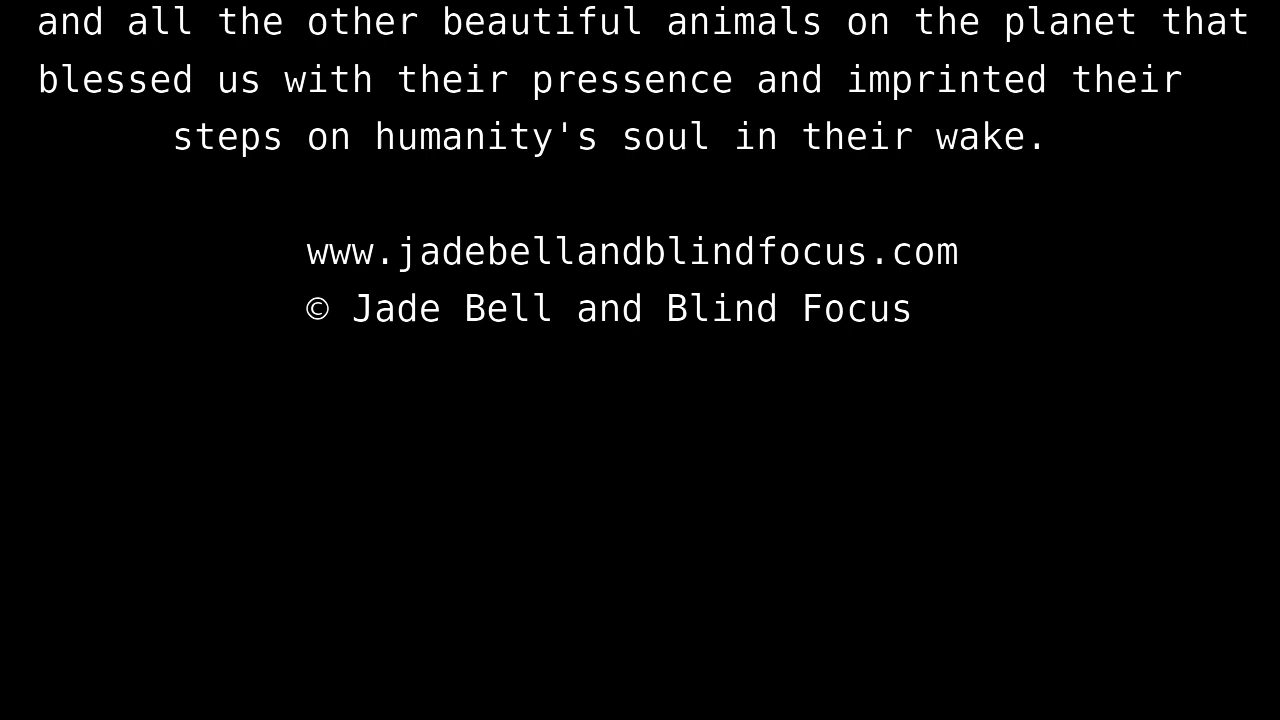 and all the other beautiful animals on the planet that
blessed us with their pressence and imprinted their
steps on humanity's soul in their wake.
www.jadebellandblindfocus.com
© Jade Bell and Blind Focus